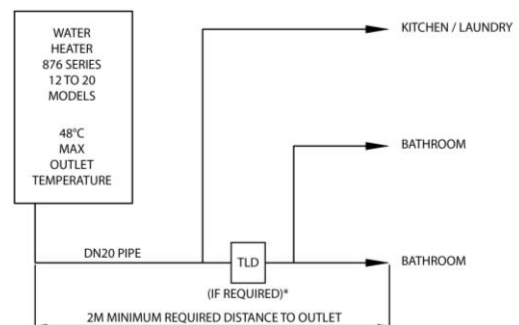 WATER
HEATER
876 SERIES
12 TO 20
MODELS
48°C
MAX
OUTLET
TEMPERATURE
KITCHEN / LAUNDRY
BATHROOM
DN20 PIPE
TLD
BATHROOM
(IF REQUIRED)*
2M MINIMUM REQUIRED DISTANCE TO OUTLET